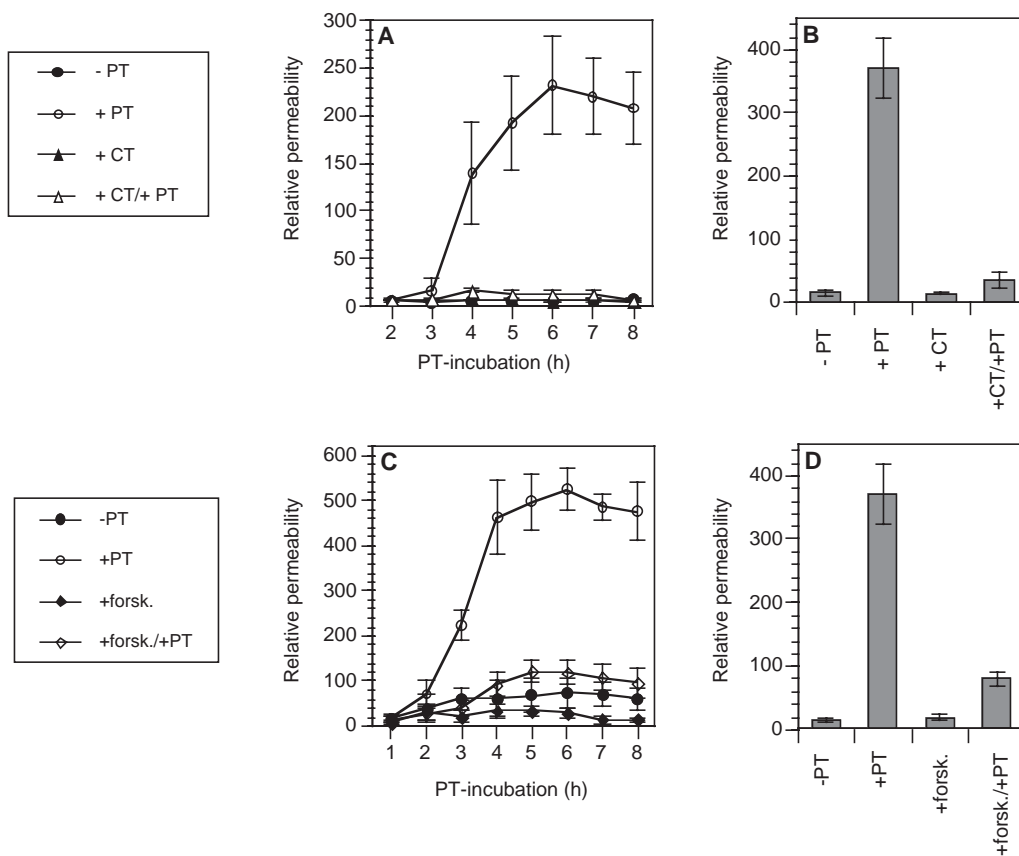 - PT
+ PT
+ CT
+ CT/+ PT
A
Relative permeability
300
250
200
150
100
50
0
2 3 4 5 6 7 8
PT-incubation (h)
B
Relative permeability
400
300
200
100
0
- PT
+ PT
+ CT
+CT/+PT
-PT
+PT
+forsk.
+forsk./+PT
C
Relative permeability
600
500
400
300
200
100
0
1 2 3 4 5 6 7 8
PT-incubation (h)
D
Relative permeability
400
300
200
100
0
-PT
+PT
+forsk.
+forsk./+PT